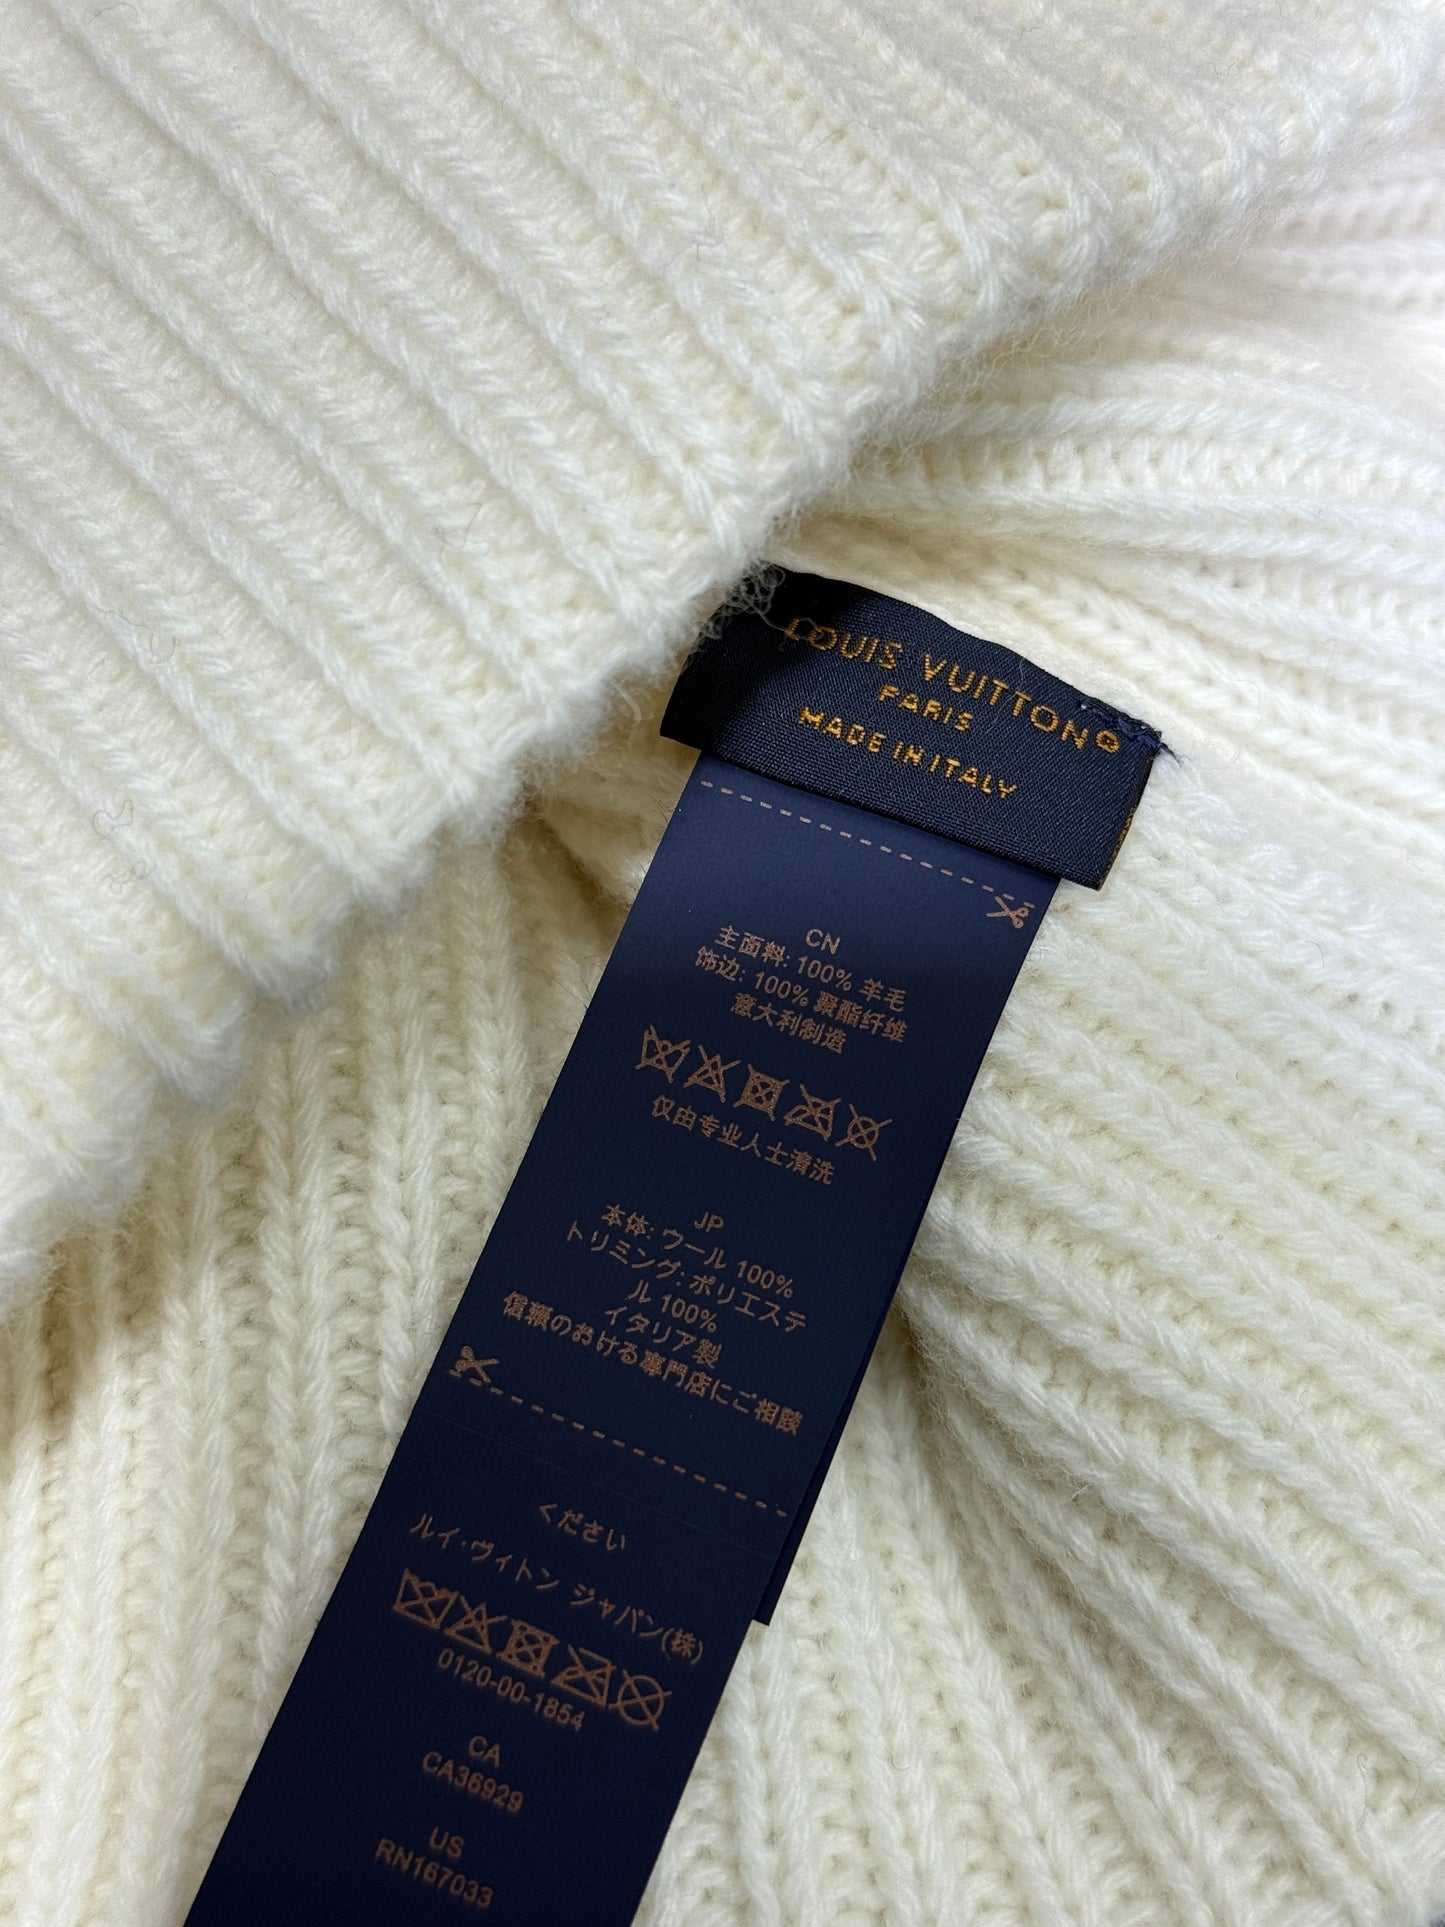 LOUIS VUITTON®
PARIS
MADE IN ITALY
CN
主面料: 100% 羊毛
饰边: 100% 聚酯纤维
意大利制造
仅由专业人士清洗
JP
本体: ウール 100%
トリミング: ポリエステ
ル 100%
イタリア製
信頼のおける専門店にご相談
ください
ルイ・ヴィトン ジャパン(株)
0120-00-1854
CA
CA36929
US
RN167033